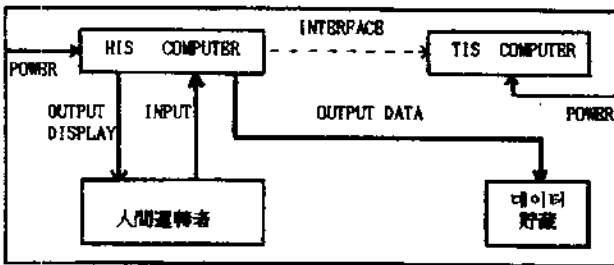 INTERFACE
HIS COMPUTER
TIS COMPUTER
POWER
OUTPUT
DISPLAY
INPUT
OUTPUT DATA
POWER
人間運轉者
데이터
貯蔵